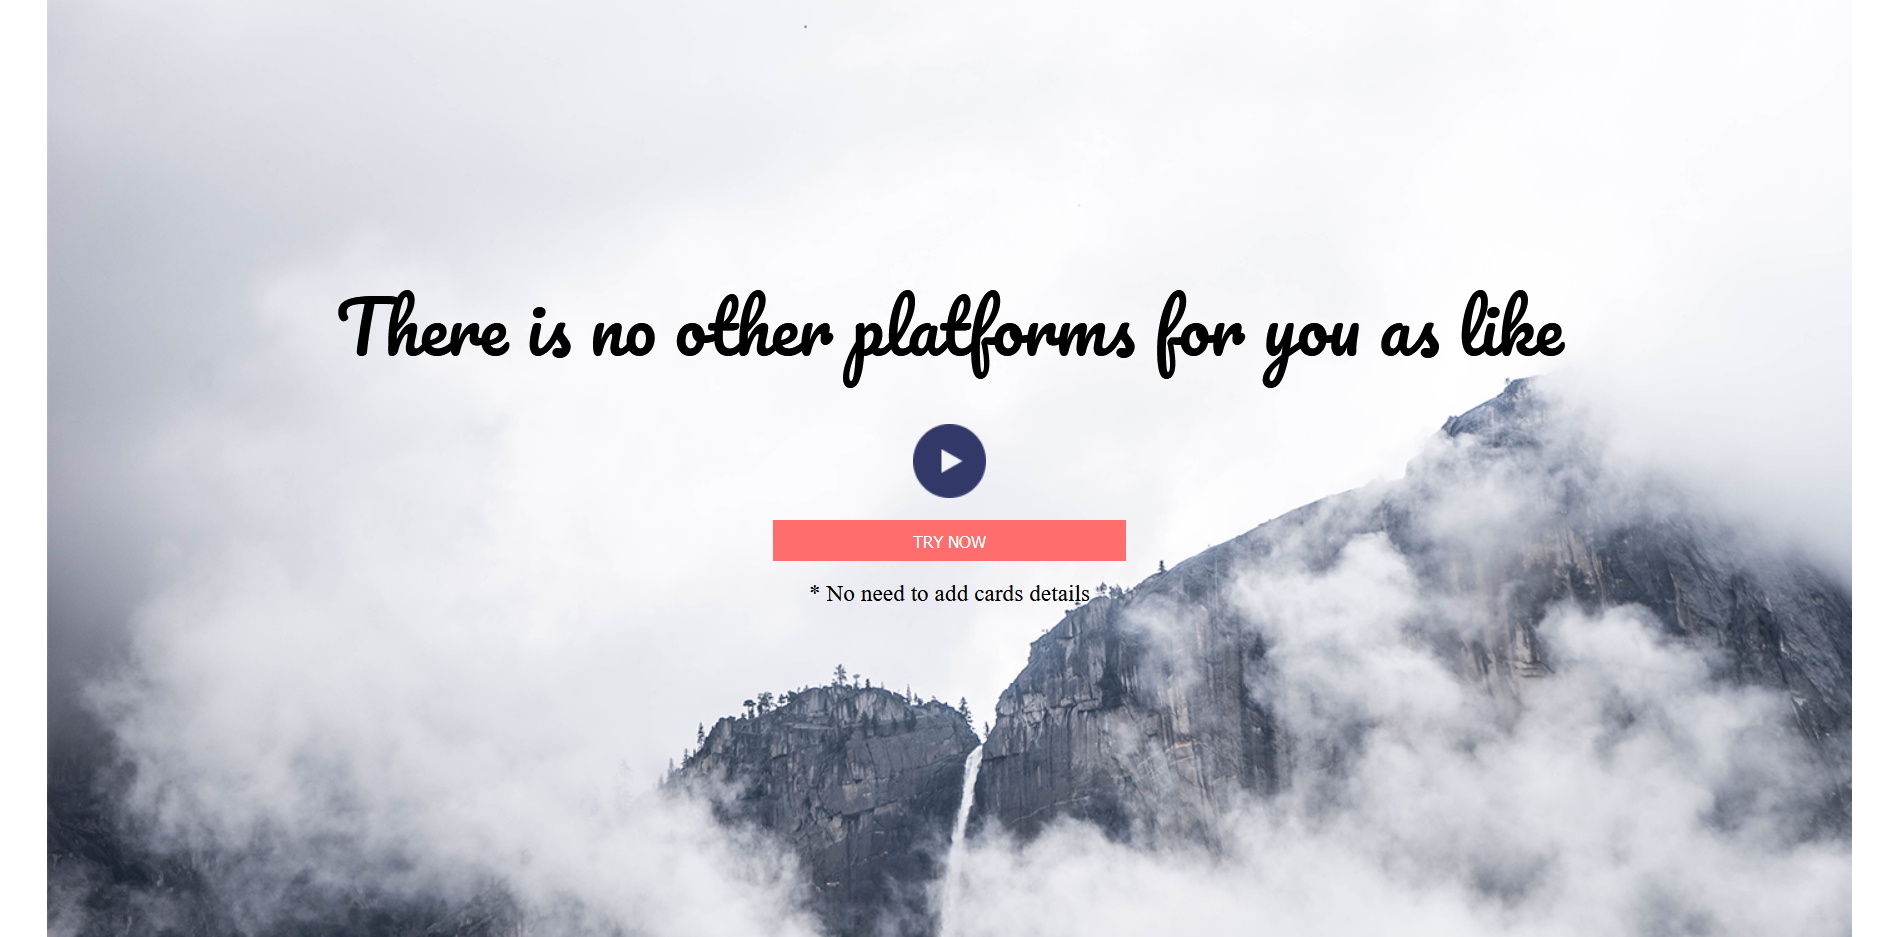 There is no other platforms for you as like
TRY NOW
* No need to add cards details